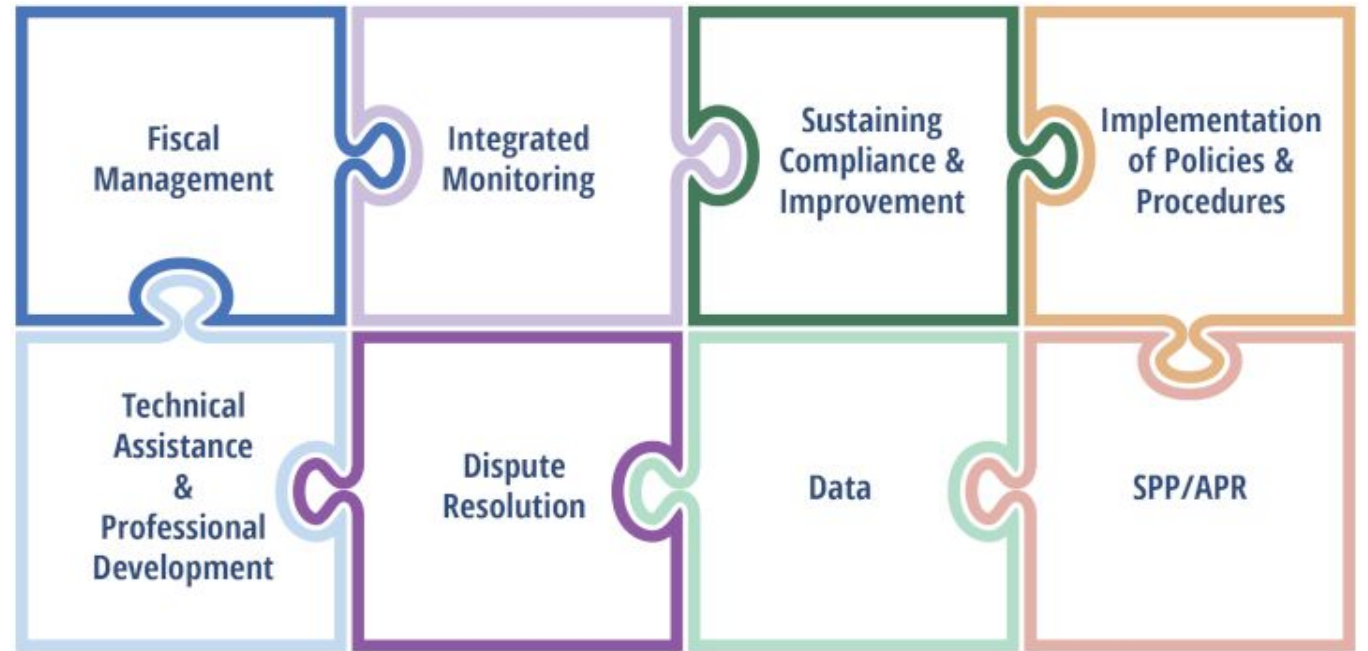 Fiscal
Management
Integrated
Monitoring
Sustaining
Compliance &
Improvement
Implementation
of Policies &
Procedures
Technical
Assistance
&
Professional
Development
Dispute
Resolution
Data
SPP/APR